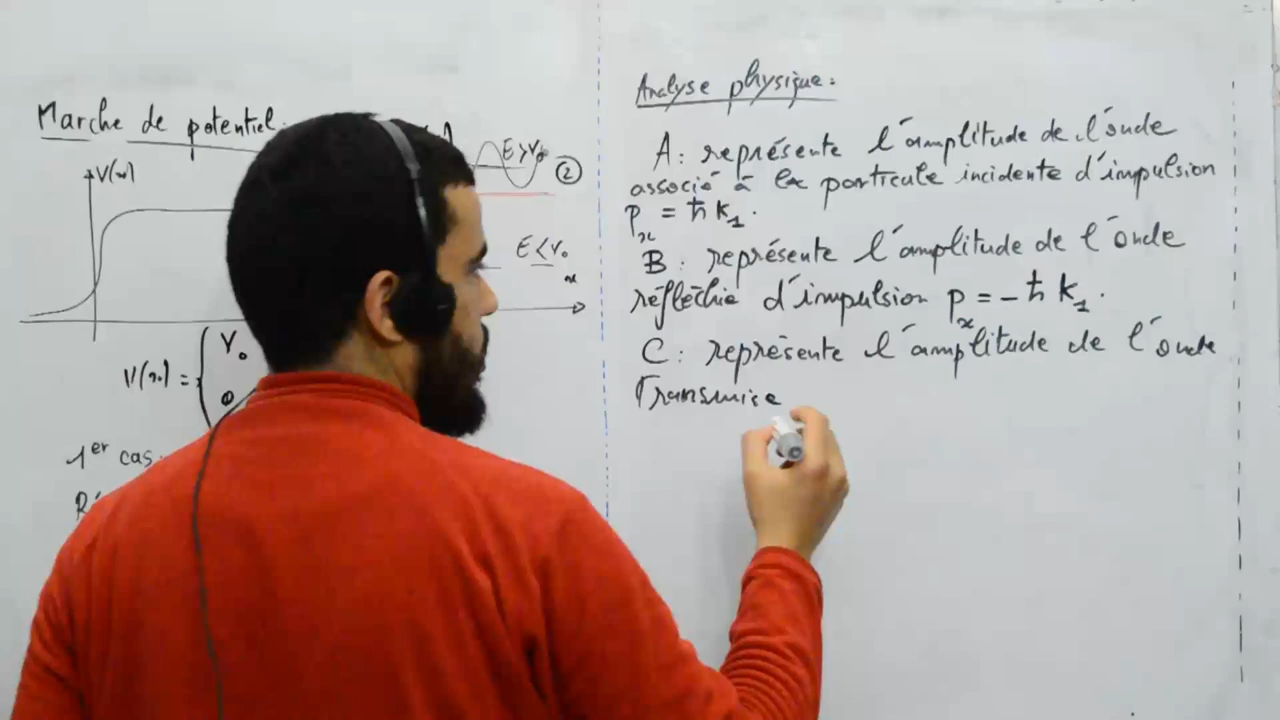 Marche de potentiel.
V(x)
E>V₀
②
E<V₀
x
V(x) = { V₀
0
1er cas
Analyse physique:
A: représente l'amplitude de l'onde
associé à la particule incidente d'impulsion
Pₓ = ħk₁.
B: représente l'amplitude de l'onde
réfléchie d'impulsion Pₓ = -ħk₁.
C: représente l'amplitude de l'onde
Transmise